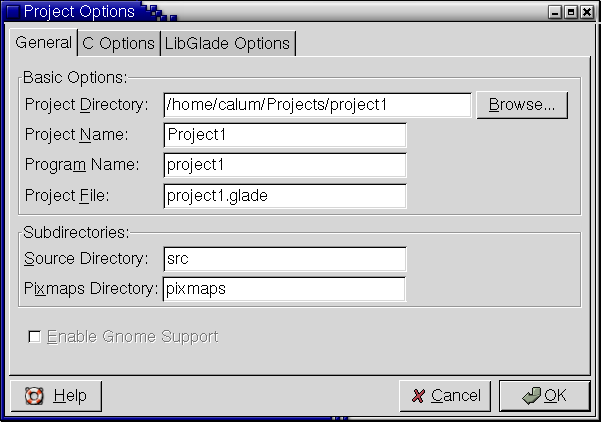 Project Options
General C Options LibGlade Options
Basic Options:
Project Directory: /home/calum/Projects/project1 Browse...
Project Name: Project1
Program Name: project1
Project File: project1.glade
Subdirectories:
Source Directory: src
Pixmaps Directory: pixmaps
Enable Gnome Support
Help Cancel OK